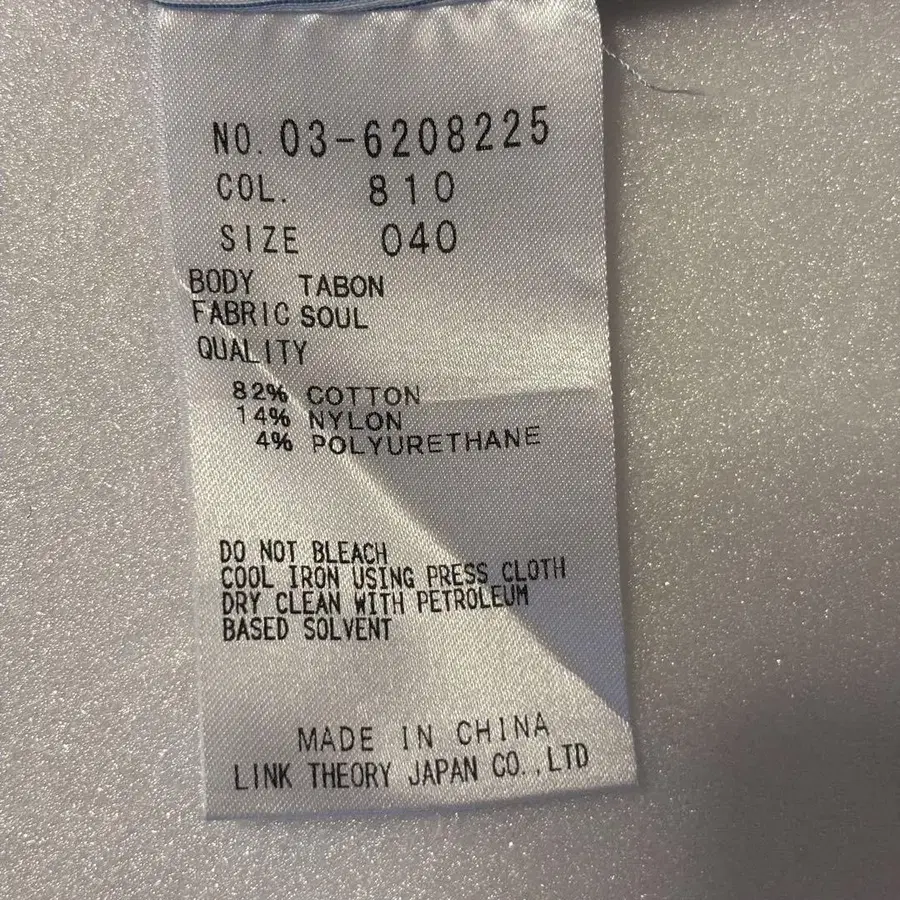 NO. 03-6208225
COL. 810
SIZE 040
BODY TABON
FABRIC SOUL
QUALITY
82% COTTON
14% NYLON
4% POLYURETHANE
DO NOT BLEACH
COOL IRON USING PRESS CLOTH
DRY CLEAN WITH PETROLEUM
BASED SOLVENT
MADE IN CHINA
LINK THEORY JAPAN CO.,LTD